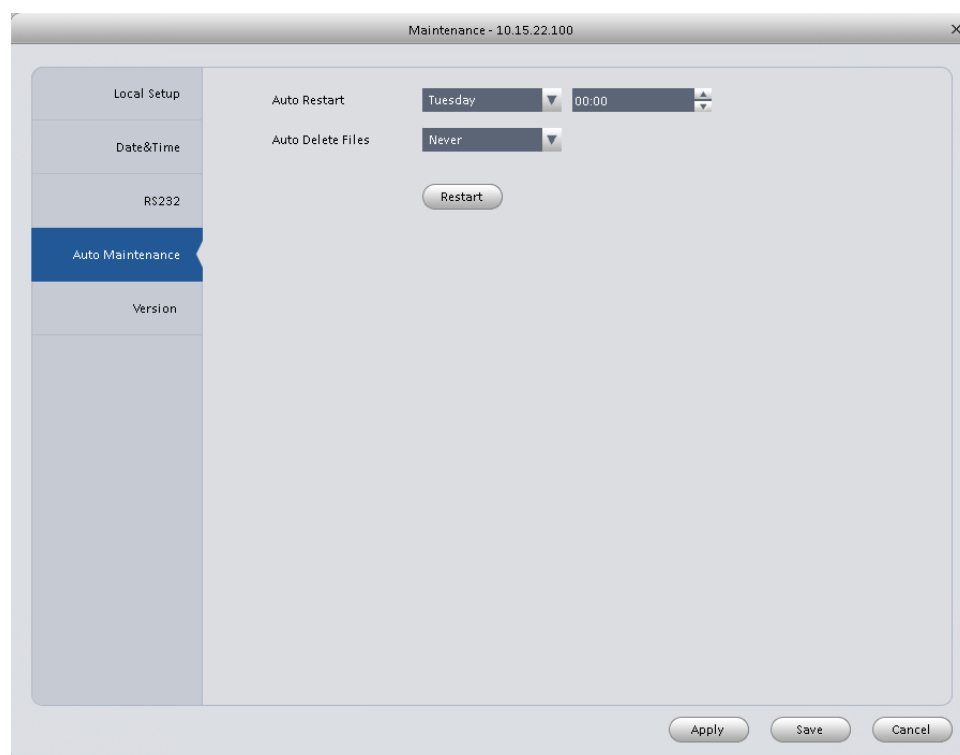 Maintenance - 10.15.22.100
Local Setup
Date&Time
RS232
Auto Maintenance
Version
Auto Restart Tuesday 00:00
Auto Delete Files Never
Restart
Apply Save Cancel